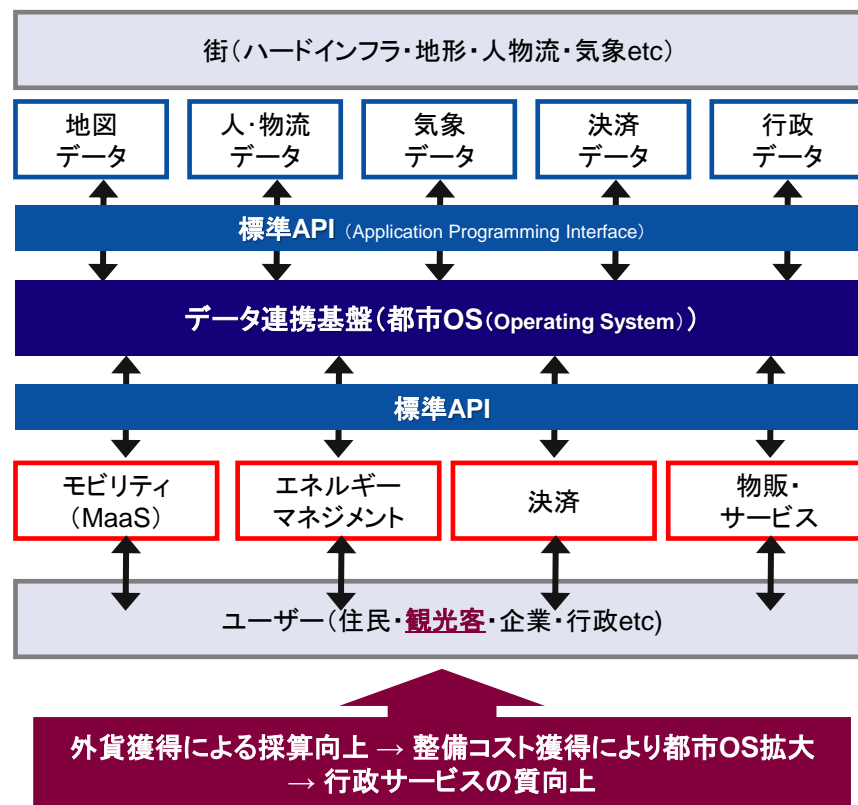 街(ハードインフラ・地形・人物流・気象etc)
地図
データ
人・物流
データ
気象
データ
決済
データ
行政
データ
標準API（Application Programming Interface）
データ連携基盤(都市OS(Operating System))
標準API
モビリティ
（MaaS）
エネルギー
マネジメント
決済
物販・
サービス
ユーザー(住民・観光客・企業・行政etc)
外貨獲得による採算向上 → 整備コスト獲得により都市OS拡大
→ 行政サービスの質向上